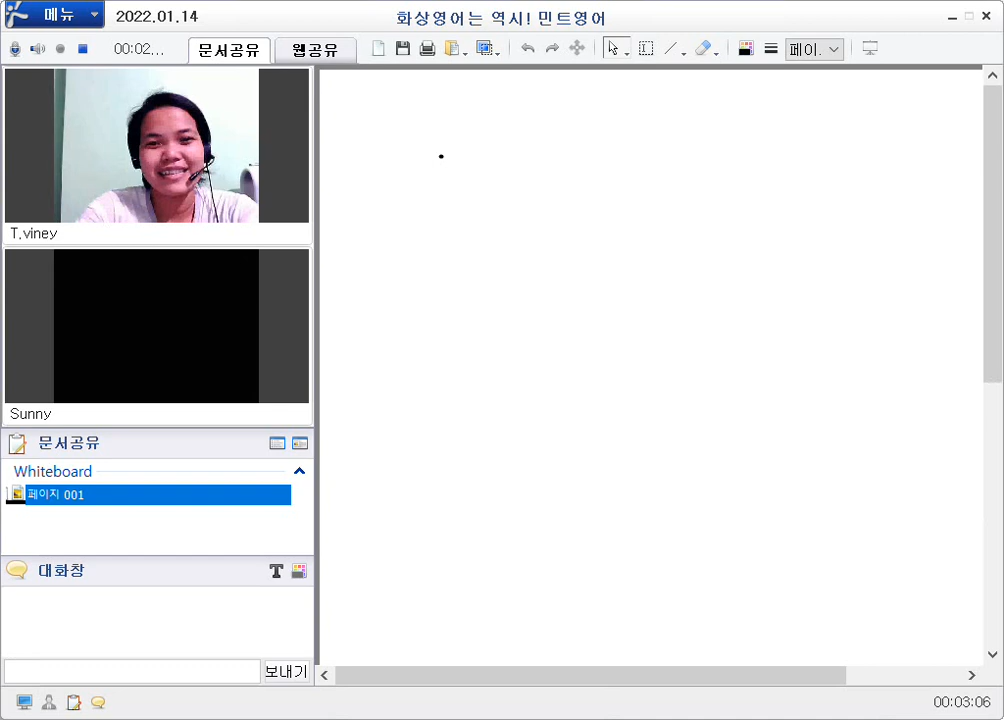 메뉴 2022.01.14 화상영어는 역시! 민트영어
00:02... 문서공유 웹공유 페이.
T.viney
Sunny
문서공유
Whiteboard
페이지 001
대화창 T
보내기
00:03:06